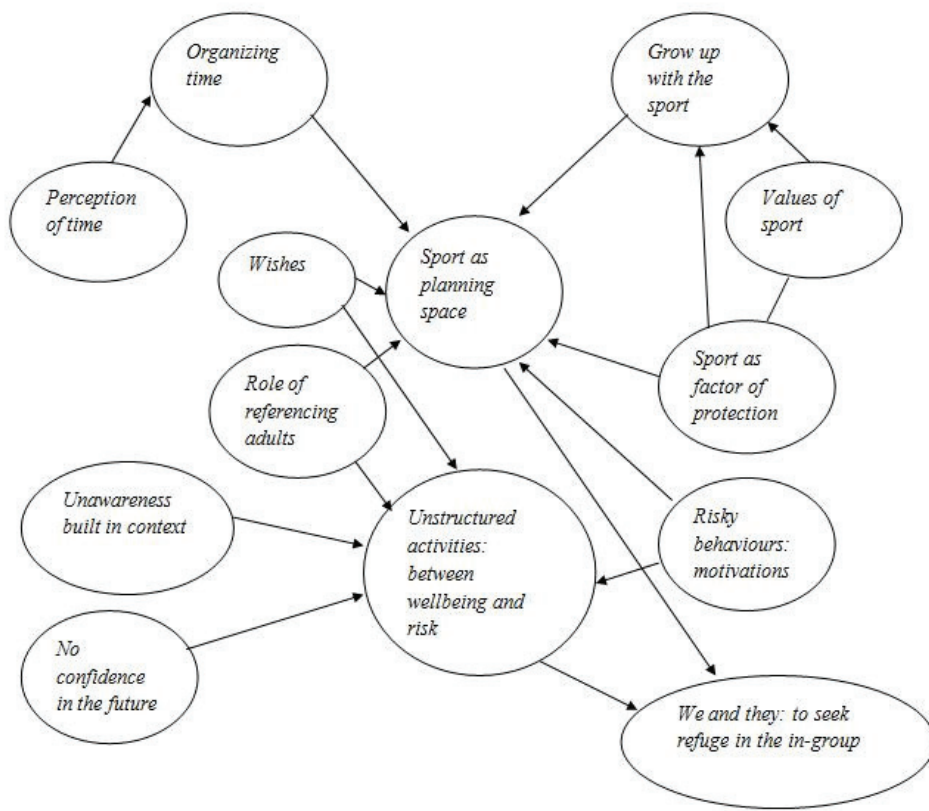 Organizing
time
Grow up
with the
sport
Perception
of time
Values of
sport
Wishes
Sport as
planning
space
Sport as
factor of
protection
Role of
referencing
adults
Unawareness
built in context
Unstructured
activities:
between
wellbeing and
risk
Risky
behaviours:
motivations
No
confidence
in the future
We and they: to seek
refuge in the in-group